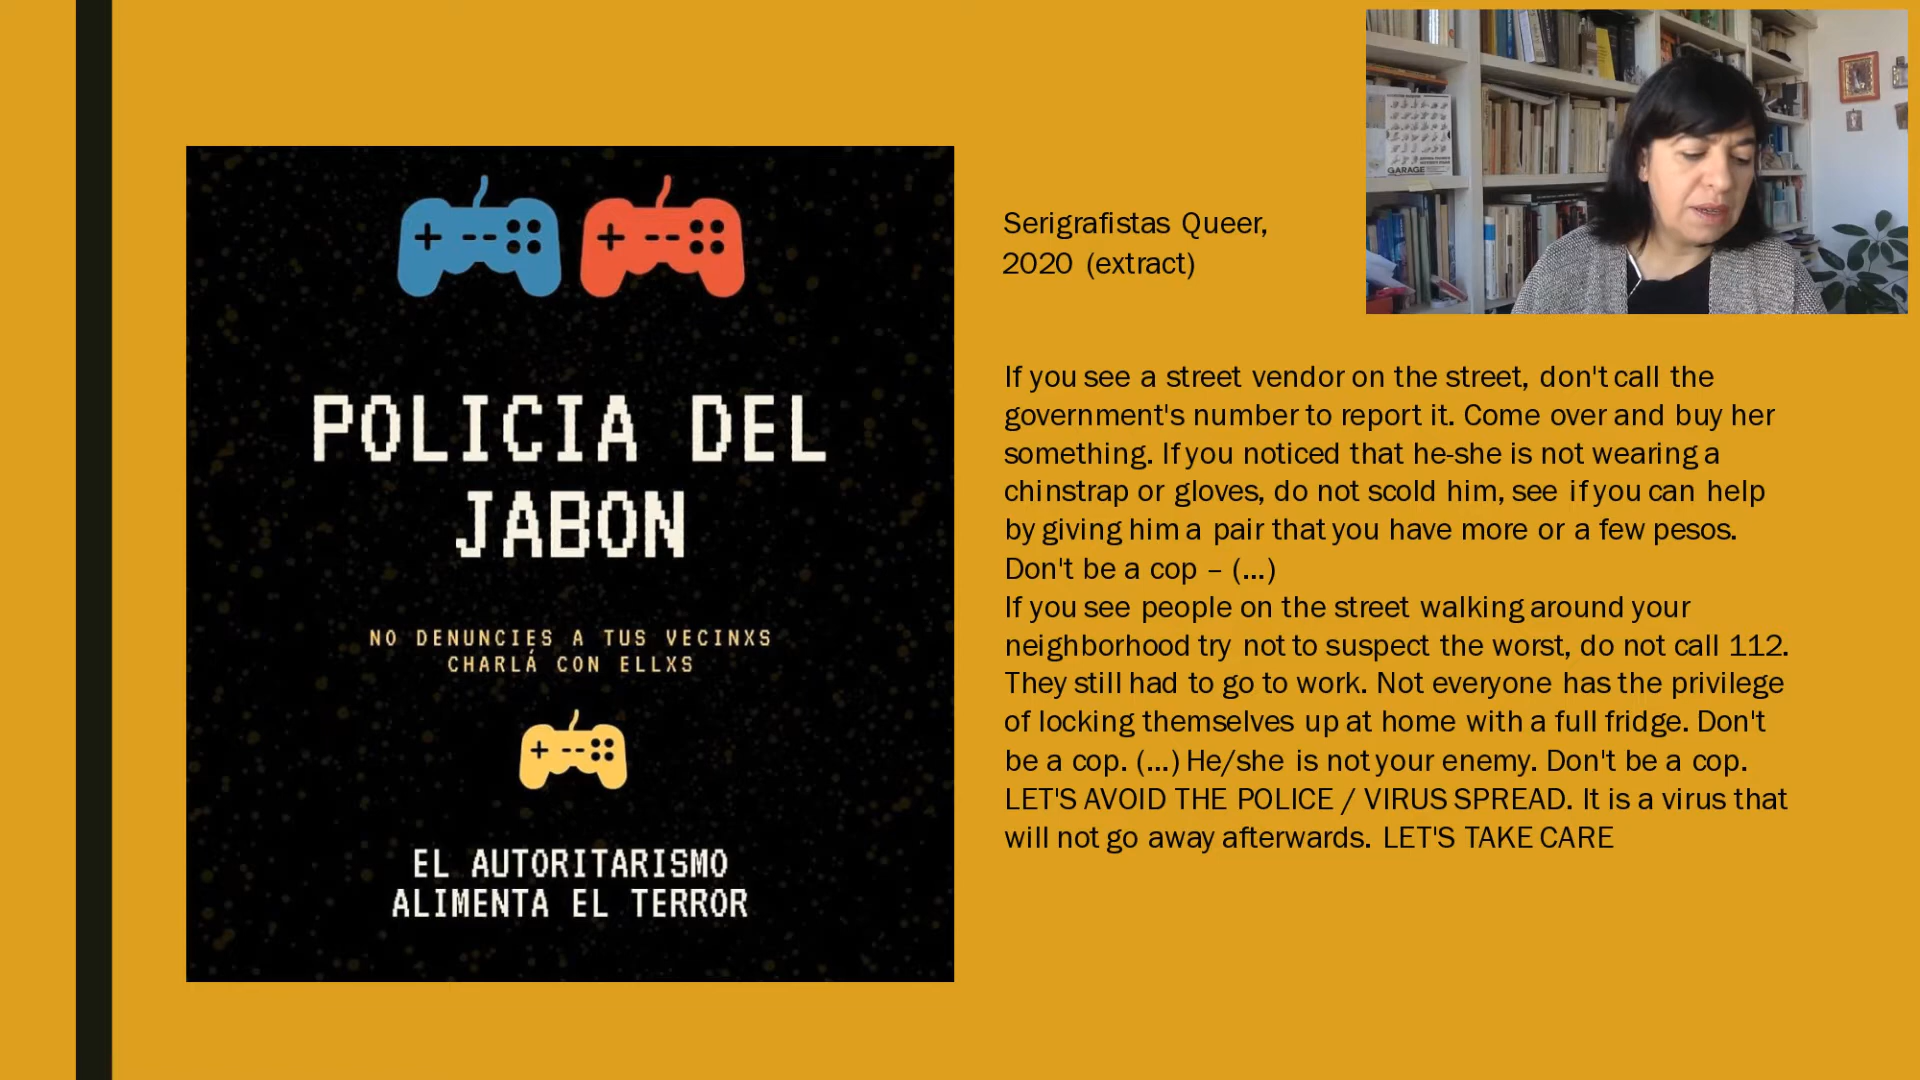 POLICIA DEL
JABON
NO DENUNCIES A TUS VECINXS
CHARLÁ CON ELLXS
EL AUTORITARISMO
ALIMENTA EL TERROR
Serigrafistas Queer,
2020 (extract)
If you see a street vendor on the street, don't call the
government's number to report it. Come over and buy her
something. If you noticed that he-she is not wearing a
chinstrap or gloves, do not scold him, see if you can help
by giving him a pair that you have more or a few pesos.
Don't be a cop – (...)
If you see people on the street walking around your
neighborhood try not to suspect the worst, do not call 112.
They still had to go to work. Not everyone has the privilege
of locking themselves up at home with a full fridge. Don't
be a cop. (...) He/she is not your enemy. Don't be a cop.
LET'S AVOID THE POLICE / VIRUS SPREAD. It is a virus that
will not go away afterwards. LET'S TAKE CARE
GARAGE